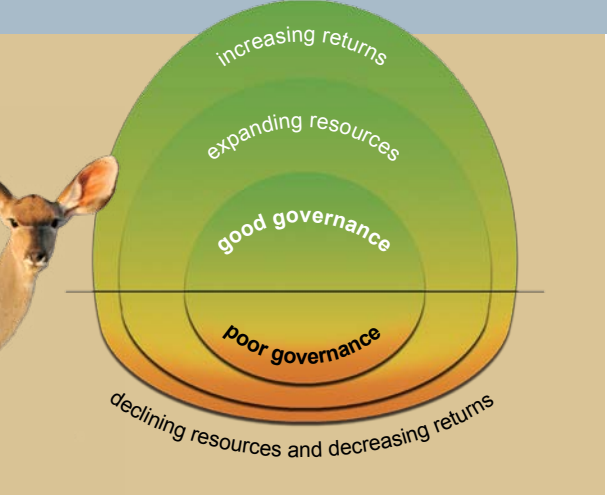 increasing returns
expanding resources
good governance
poor governance
declining resources and decreasing returns